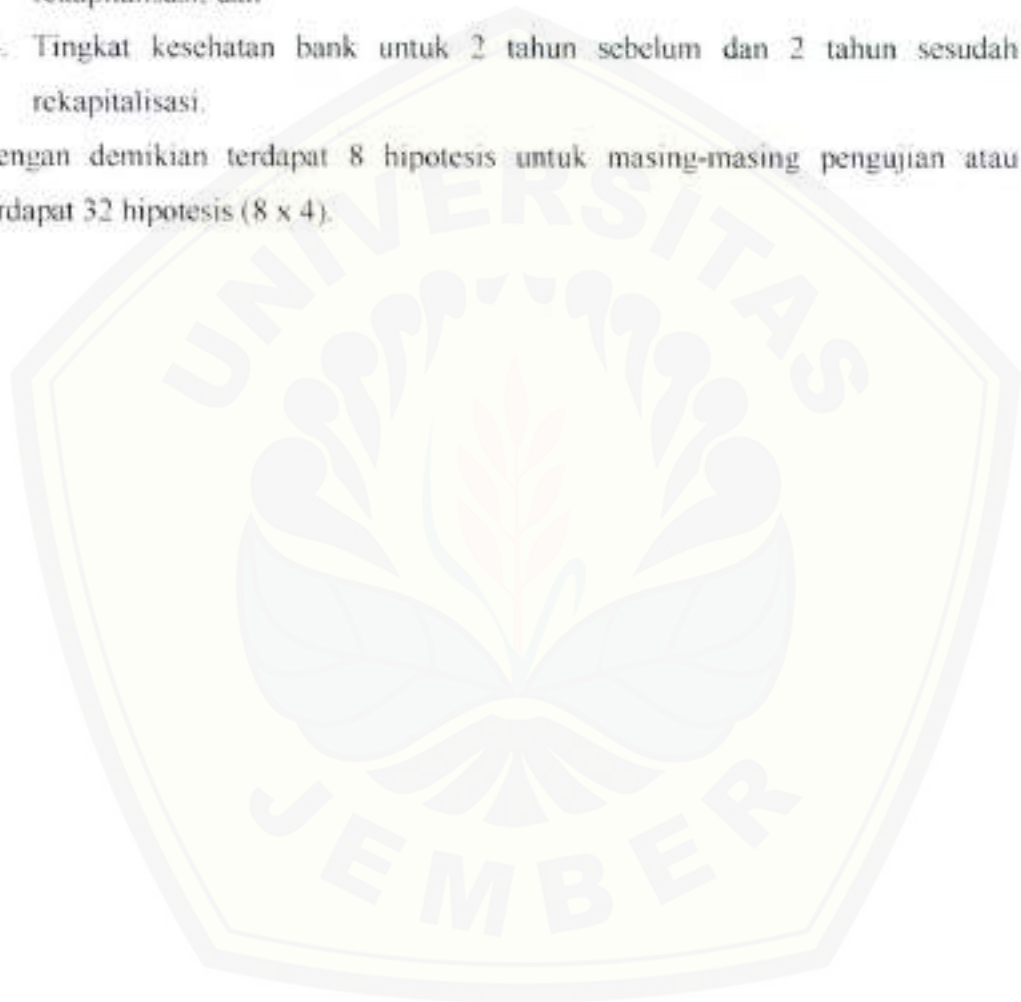 . Tingkat kesehatan bank untuk 2 tahun sebelum dan 2 tahun sesudah
rekapitalisasi.
engan demikian terdapat 8 hipotesis untuk masing-masing pengujian atau
rdapat 32 hipotesis (8 x 4).
UNIVERSITAS
JEMBER